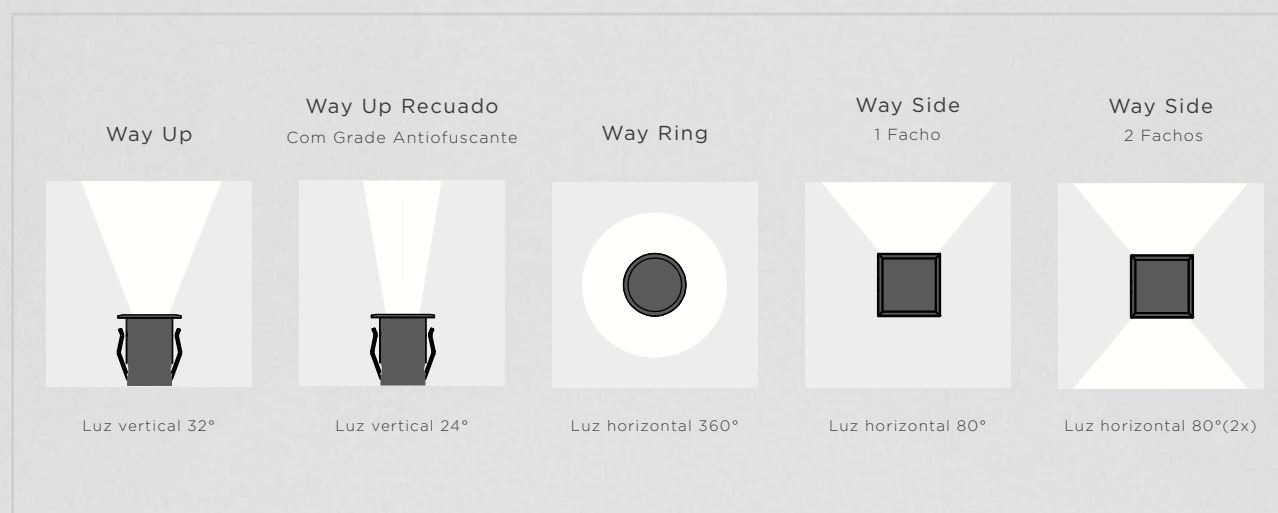 Way Up
Way Up Recuado
Com Grade Antiofuscante
Way Ring
Way Side
1 Facho
Way Side
2 Fachos
Luz vertical 32°
Luz vertical 24°
Luz horizontal 360°
Luz horizontal 80°
Luz horizontal 80°(2x)